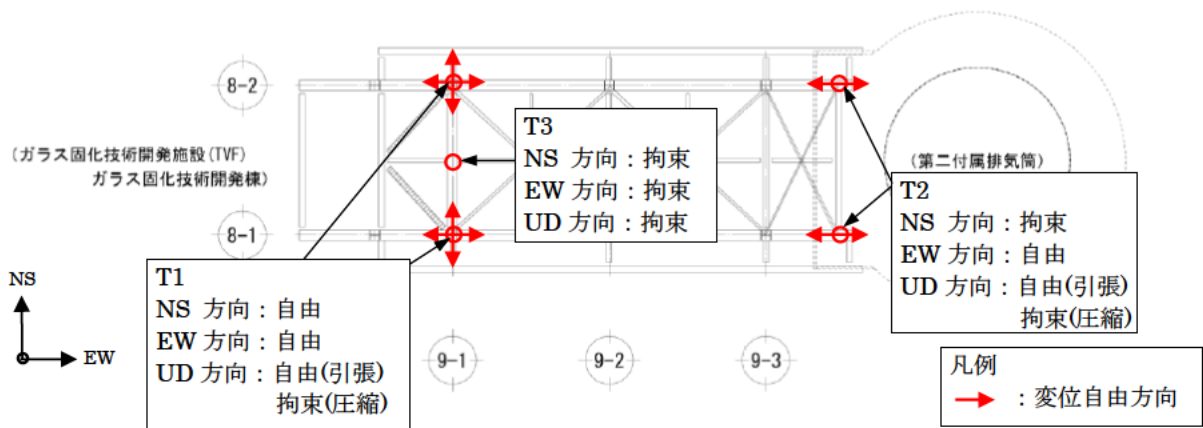 8-2
(ガラス固化技術開発施設(TVF)
ガラス固化技術開発棟)
8-1
T3
NS 方向：拘束
EW 方向：拘束
UD 方向：拘束
(第二付属排気筒)
T2
NS 方向：拘束
EW 方向：自由
UD 方向：自由(引張)
拘束(圧縮)
T1
NS 方向：自由
EW 方向：自由
UD 方向：自由(引張)
拘束(圧縮)
NS
EW
9-1
9-2
9-3
凡例
：変位自由方向